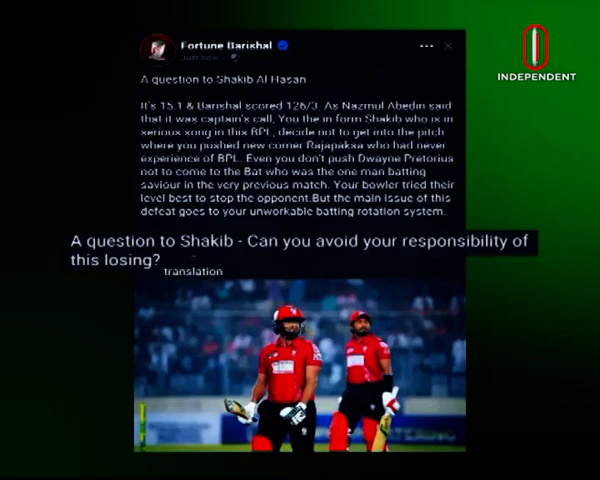 Fortune Barishal
Just now
INDEPENDENT
A question to Shakib Al Hasan
It's 15.1 & Barishal scored 126/3. As Nazmul Abedin said
that it was captain's call, You the in form Shakib who is in
serious song in this BPL, decide not to get into the pitch
where you pushed new comer Rajapaksa who had never
experience of BPL. Even you don't push Dwayne Pretorius
not to come to the Bat who was the one man batting
saviour in the very previous match. Your bowler tried their
level best to stop the opponent.But the main issue of this
defeat goes to your unworkable batting rotation system.
A question to Shakib - Can you avoid your responsibility of
this losing?
translation